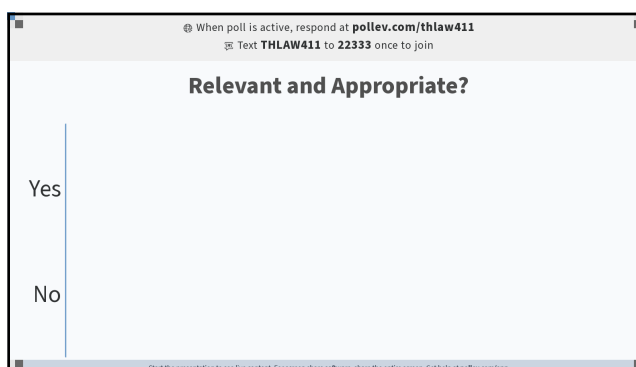 When poll is active, respond at pollev.com/thlaw411
Text THLAW411 to 22333 once to join
Relevant and Appropriate?
Yes
No